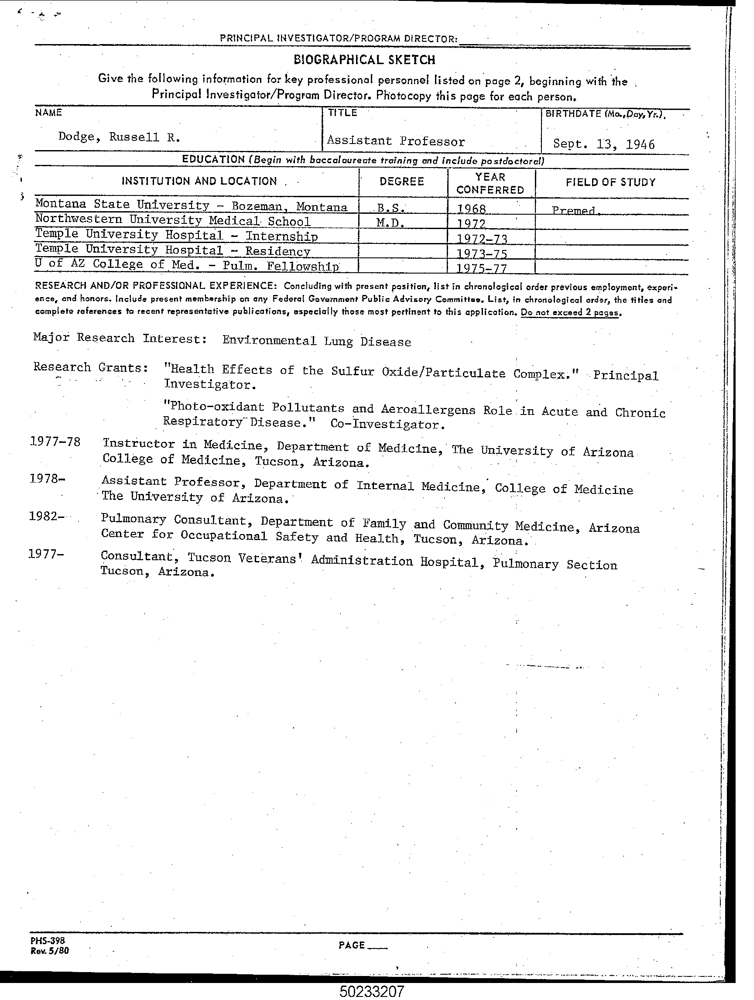 PRINCIPAL INVESTIGATOR/PROGRAM DIRECTOR:
BIOGRAPHICAL SKETCH
Give the following information for key professional personnel listed on page 2, beginning with the
Principal Investigator/Program Director. Photocopy this page for each person.
NAME TITLE BIRTHDATE (Mo., Day, Yr.)
Dodge, Russell R. Assistant Professor Sept. 13, 1946
EDUCATION (Begin with baccalaureate training and include postdoctoral)
INSTITUTION AND LOCATION DEGREE YEAR CONFERRED FIELD OF STUDY
Montana State University - Bozeman, Montana B.S. 1968 Premed.
Northwestern University Medical School M.D. 1972
Temple University Hospital - Internship 1972-73
Temple University Hospital - Residency 1973-75
U of AZ College of Med. - Pulm. Fellowship 1975-77
RESEARCH AND/OR PROFESSIONAL EXPERIENCE: Concluding with present position, list in chronological order previous employment, experi-
ence, and honors. Include present membership on any Federal Government Public Advisory Committee. List, in chronological order, the titles and
complete references to recent representative publications, especially those most pertinent to this application. Do not exceed 2 pages.
Major Research Interest: Environmental Lung Disease
Research Grants: "Health Effects of the Sulfur Oxide/Particulate Complex." Principal
Investigator.
"Photo-oxidant Pollutants and Aeroallergens Role in Acute and Chronic
Respiratory Disease." Co-Investigator.
1977-78 Instructor in Medicine, Department of Medicine, The University of Arizona
College of Medicine, Tucson, Arizona.
1978- Assistant Professor, Department of Internal Medicine, College of Medicine
The University of Arizona.
1982- Pulmonary Consultant, Department of Family and Community Medicine, Arizona
Center for Occupational Safety and Health, Tucson, Arizona.
1977- Consultant, Tucson Veterans' Administration Hospital, Pulmonary Section
Tucson, Arizona.
PHS-398
Rev. 5/80
PAGE
50233207